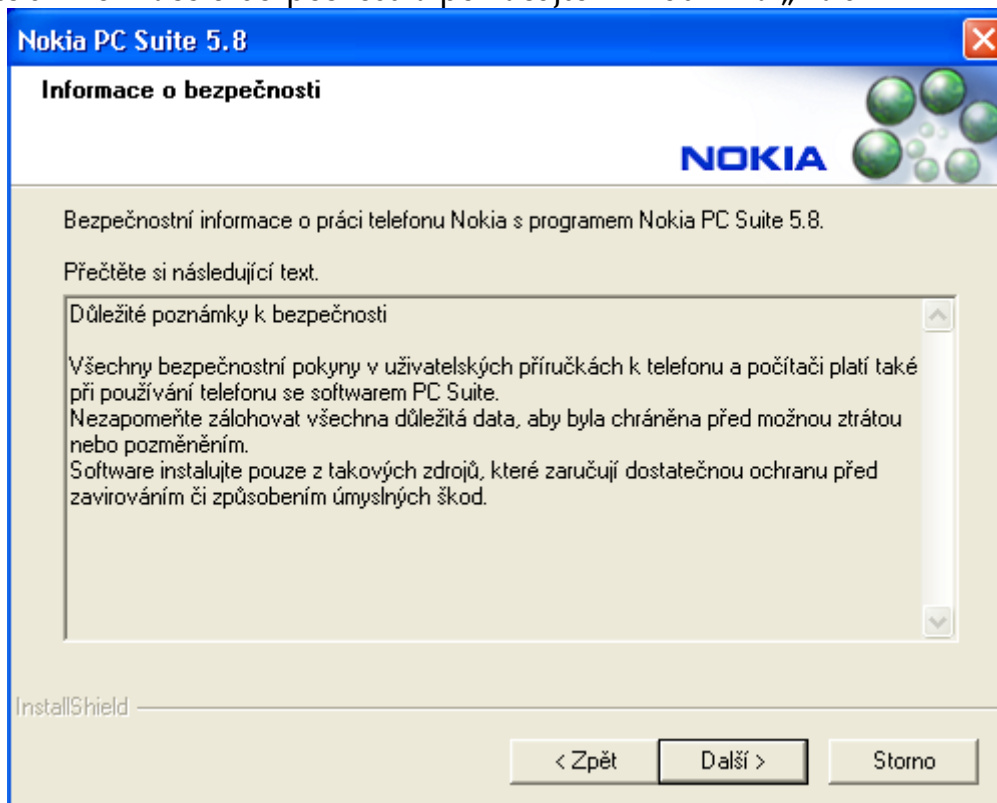 Nokia PC Suite 5.8
Informace o bezpečnosti
NOKIA
Bezpečnostní informace o práci telefonu Nokia s programem Nokia PC Suite 5.8.
Přečtěte si následující text.
Důležité poznámky k bezpečnosti
Všechny bezpečnostní pokyny v uživatelských příručkách k telefonu a počítači platí také
při používání telefonu se softwarem PC Suite.
Nezapomeňte zálohovat všechna důležitá data, aby byla chráněna před možnou ztrátou
nebo pozměněním.
Software instalujte pouze z takových zdrojů, které zaručují dostatečnou ochranu před
zavirováním či způsobením úmyslných škod.
InstallShield
< Zpět
Další >
Storno